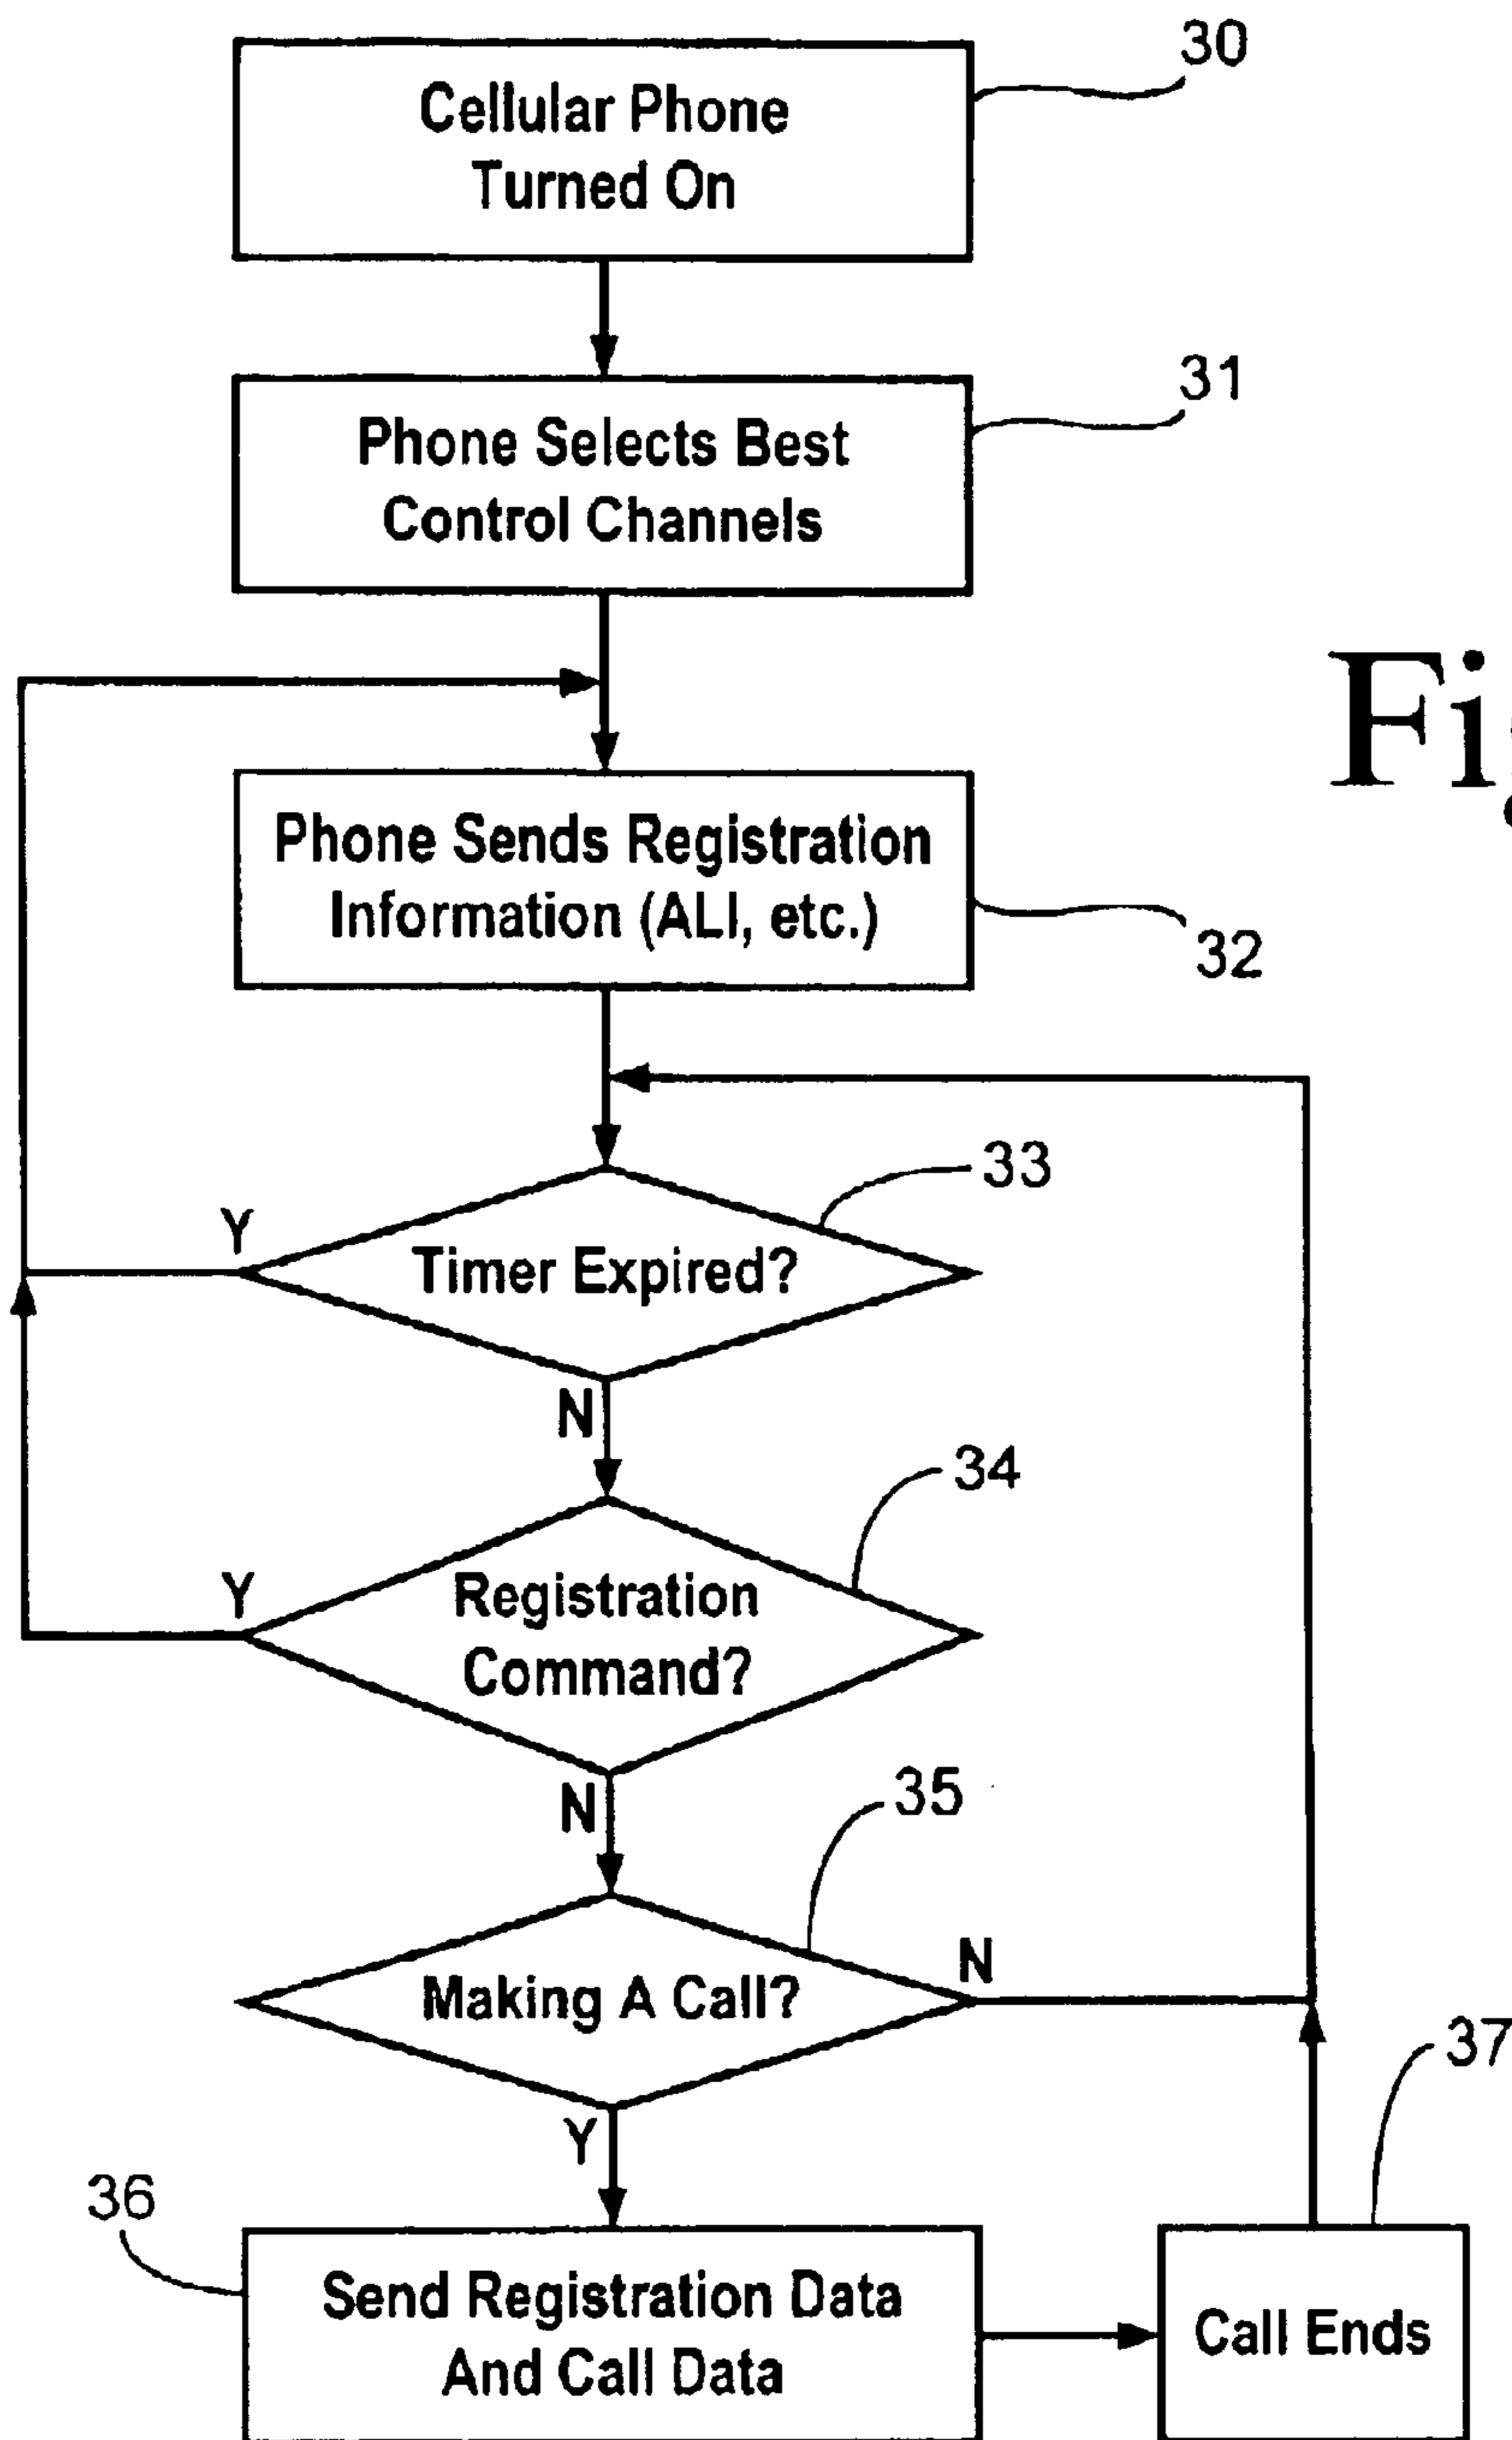 30
Cellular Phone
Turned On
31
Phone Selects Best
Control Channels
Phone Sends Registration
Information (ALI, etc.)
32
33
Y
Timer Expired?
N
34
Y
Registration
Command?
N
35
N
Making A Call?
37
Y
36
Send Registration Data
And Call Data
Call Ends